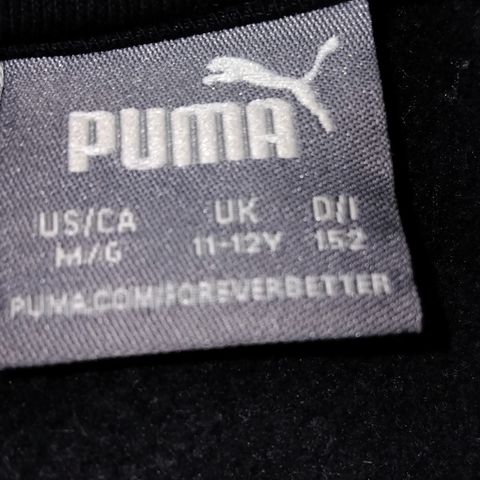 PUMA
US/CA UK D/I
M/G 11-12Y 152
PUMA.COM/FOREVERBETTER